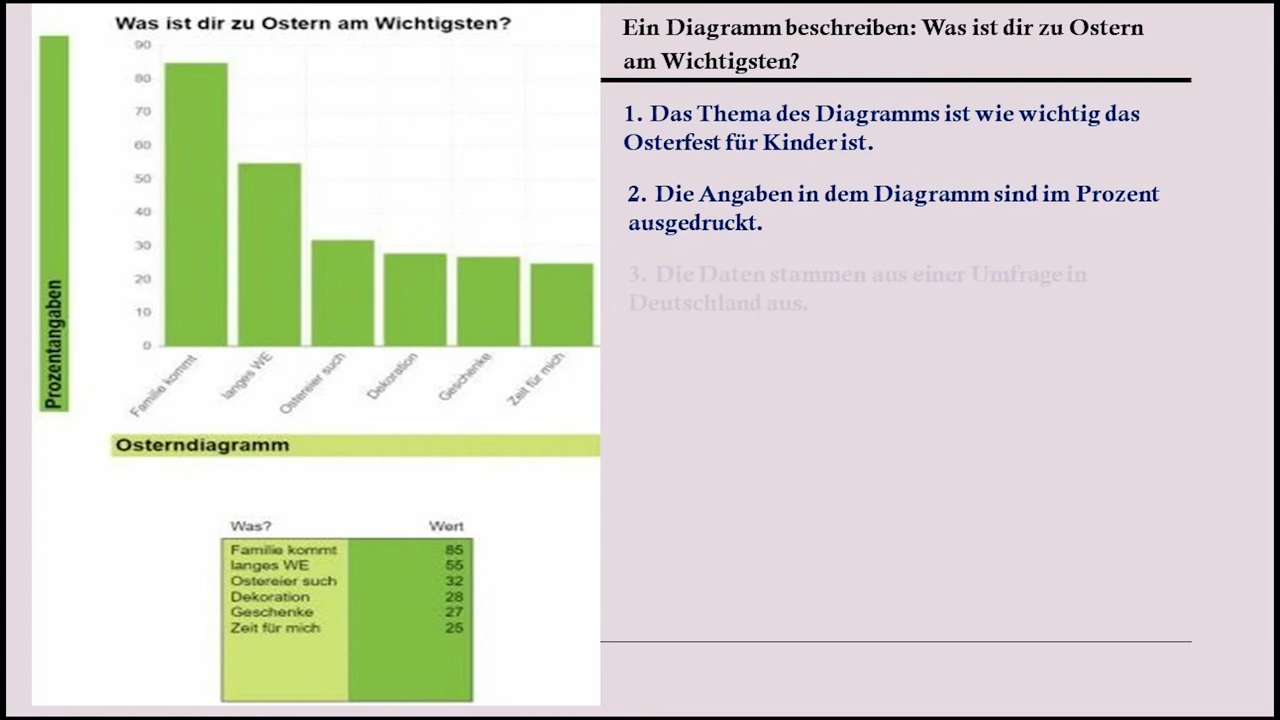 Was ist dir zu Ostern am Wichtigsten?
90
80
70
60
50
40
30
20
10
0
Prozentangaben
Familie kommt
langes WE
Ostereier such
Dekoration
Geschenke
Zeit für mich
Osterndiagramm
Was? Wert
Familie kommt 85
langes WE 55
Ostereier such 32
Dekoration 28
Geschenke 27
Zeit für mich 25
Ein Diagramm beschreiben: Was ist dir zu Ostern
am Wichtigsten?
1. Das Thema des Diagramms ist wie wichtig das
Osterfest für Kinder ist.
2. Die Angaben in dem Diagramm sind im Prozent
ausgedruckt.
3. Die Daten stammen aus einer Umfrage in
Deutschland aus.